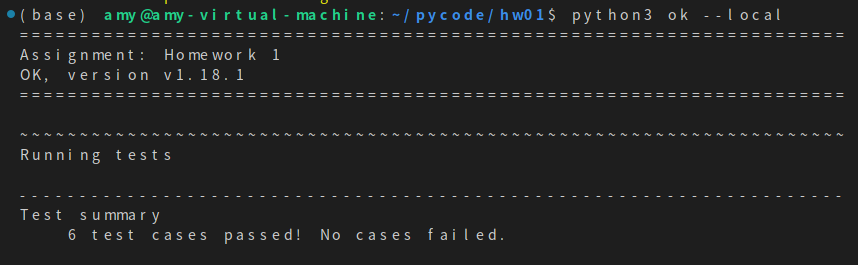 (base) amy@amy-virtual-machine:~/pycode/hw01$ python3 ok --local
=====================================================================
Assignment: Homework 1
OK, version v1.18.1
=====================================================================
~~~~~~~~~~~~~~~~~~~~~~~~~~~~~~~~~~~~~~~~~~~~~~~~~~~~~~~~~~~~~~~~~~~~~
Running tests
---------------------------------------------------------------------
Test summary
    6 test cases passed! No cases failed.